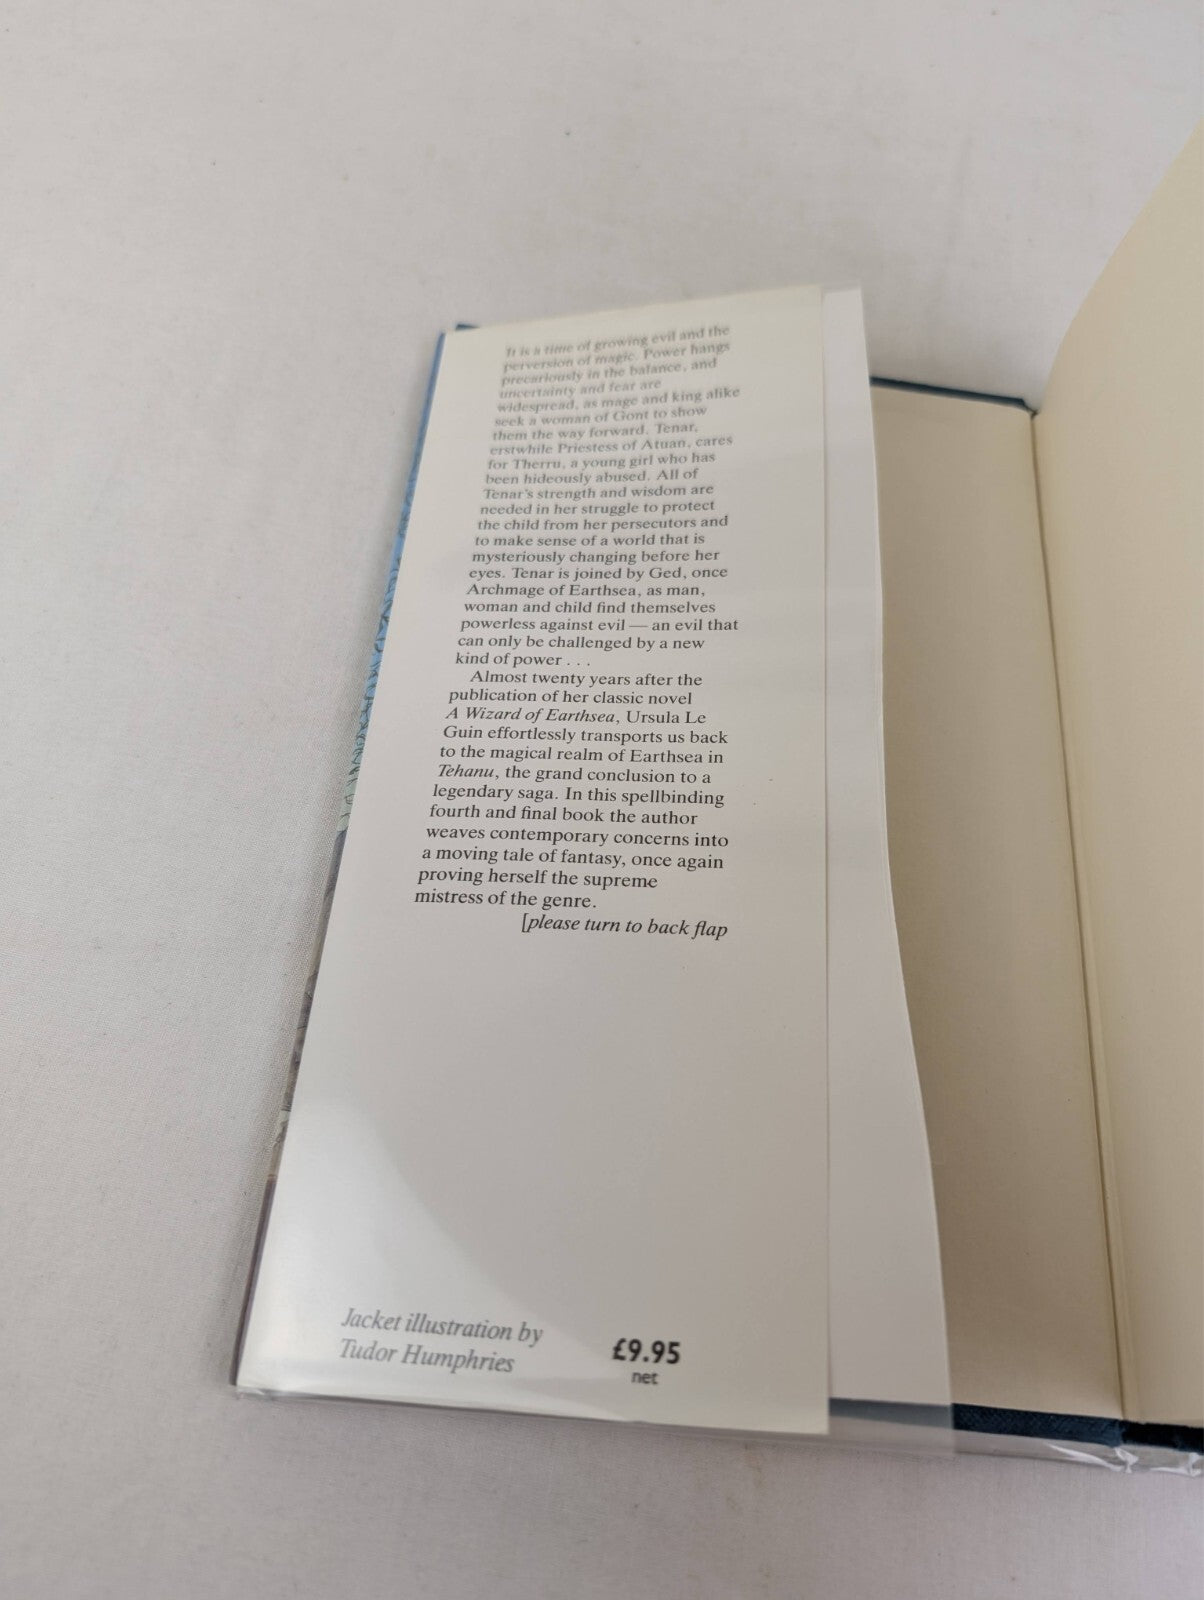 It is a time of growing evil and the
perversion of magic. Power hangs
precariously in the balance, and
uncertainty and fear are
widespread, as mage and king alike
seek a woman of Gont to show
them the way forward. Tenar,
erstwhile Priestess of Atuan, cares
for Therru, a young girl who has
been hideously abused. All of
Tenar's strength and wisdom are
needed in her struggle to protect
the child from her persecutors and
to make sense of a world that is
mysteriously changing before her
eyes. Tenar is joined by Ged, once
Archmage of Earthsea, as man,
woman and child find themselves
powerless against evil — an evil that
can only be challenged by a new
kind of power . . .
Almost twenty years after the
publication of her classic novel
A Wizard of Earthsea, Ursula Le
Guin effortlessly transports us back
to the magical realm of Earthsea in
Tehanu, the grand conclusion to a
legendary saga. In this spellbinding
fourth and final book the author
weaves contemporary concerns into
a moving tale of fantasy, once again
proving herself the supreme
mistress of the genre.
[please turn to back flap
Jacket illustration by
Tudor Humphries
£9.95
net